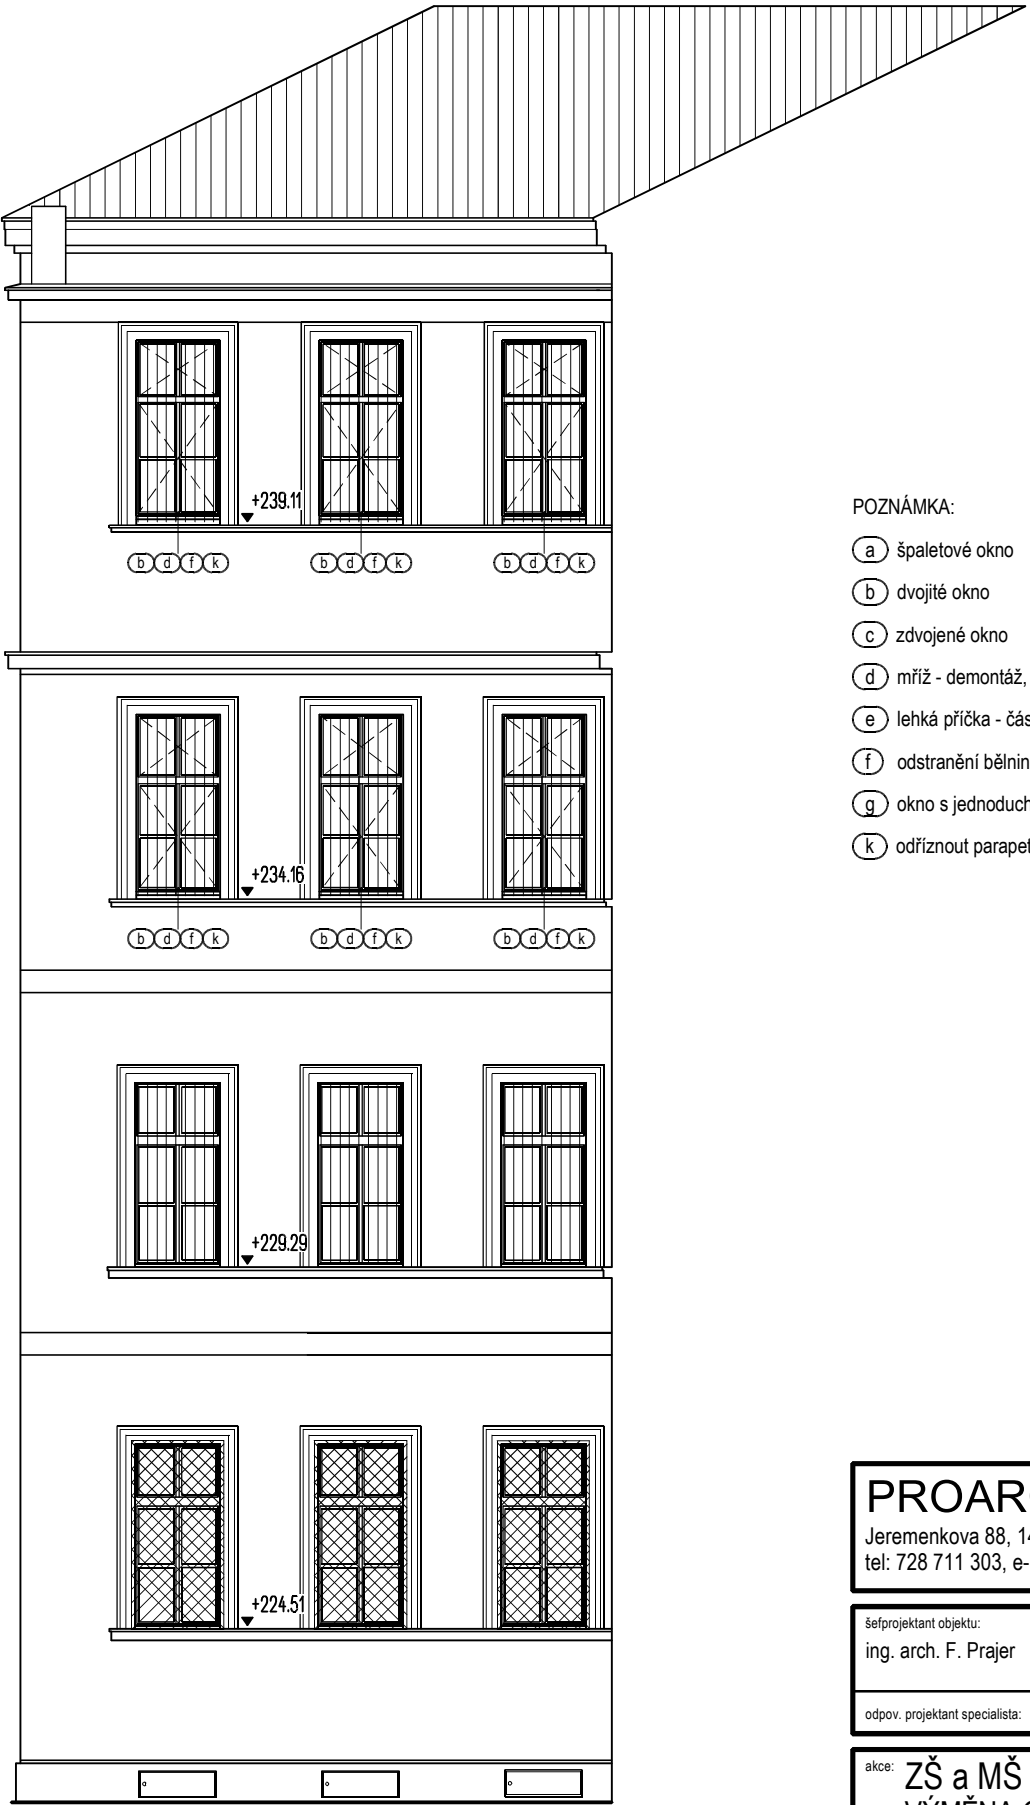 +239.11
b d f k b d f k b d f k
+234.16
b d f k b d f k b d f k
+229.29
+224.51
POZNÁMKA:
a špaletové okno
b dvojité okno
c zdvojené okno
d mříž - demontáž,
e lehká příčka - čás
f odstranění bělnin
g okno s jednoduch
k odříznout parapet
PROAR
Jeremenkova 88, 14
tel: 728 711 303, e-
šéfprojektant objektu:
ing. arch. F. Prajer
odpov. projektant specialista:
akce: ZŠ a MŠ
VÝMĚNA